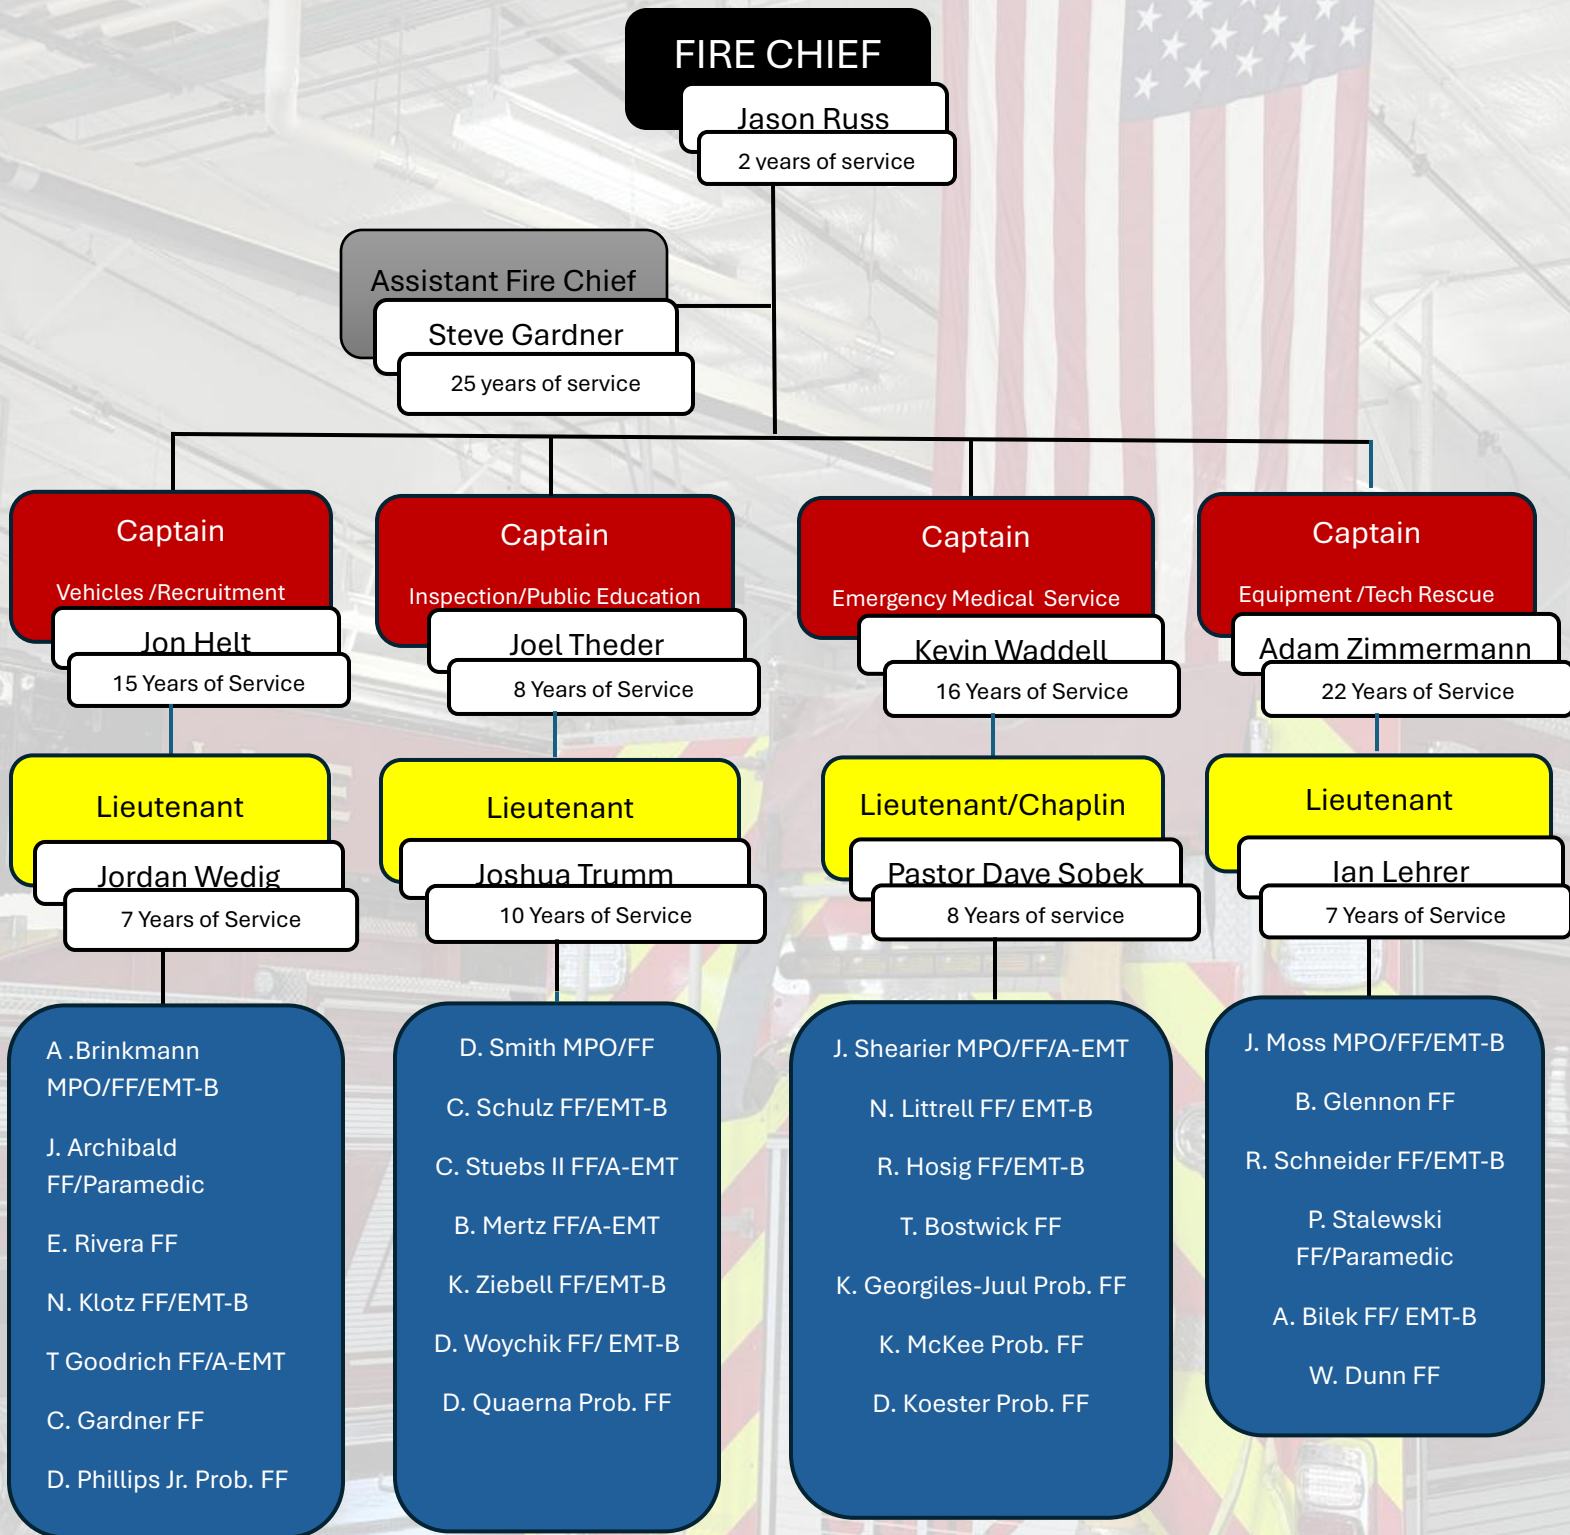 FIRE CHIEF
Jason Russ
2 years of service
Assistant Fire Chief
Steve Gardner
25 years of service
Captain
Vehicles /Recruitment
Jon Helt
15 Years of Service
Captain
Inspection/Public Education
Joel Theder
8 Years of Service
Captain
Emergency Medical  Service
Kevin Waddell
16 Years of Service
Captain
Equipment /Tech Rescue
Adam Zimmermann
22 Years of Service
Lieutenant
Jordan Wedig
7 Years of Service
Lieutenant
Joshua Trumm
10 Years of Service
Lieutenant/Chaplin
Pastor Dave Sobek
8 Years of service
Lieutenant
Ian Lehrer
7 Years of Service
A .Brinkmann
MPO/FF/EMT-B
J. Archibald
FF/Paramedic
E. Rivera FF
N. Klotz FF/EMT-B
T Goodrich FF/A-EMT
C. Gardner FF
D. Phillips Jr. Prob. FF
D. Smith MPO/FF
C. Schulz FF/EMT-B
C. Stuebs II FF/A-EMT
B. Mertz FF/A-EMT
K. Ziebell FF/EMT-B
D. Woychik FF/ EMT-B
D. Quaerna Prob. FF
J. Shearier MPO/FF/A-EMT
N. Littrell FF/ EMT-B
R. Hosig FF/EMT-B
T. Bostwick FF
K. Georgiles-Juul Prob. FF
K. McKee Prob. FF
D. Koester Prob. FF
J. Moss MPO/FF/EMT-B
B. Glennon FF
R. Schneider FF/EMT-B
P. Stalewski
FF/Paramedic
A. Bilek FF/ EMT-B
W. Dunn FF